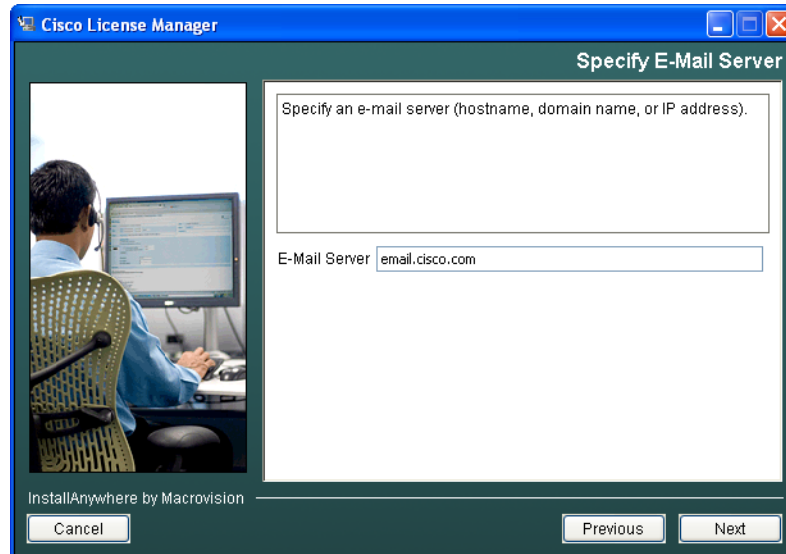 Cisco License Manager
Specify E-Mail Server
Specify an e-mail server (hostname, domain name, or IP address).
E-Mail Server email.cisco.com
InstallAnywhere by Macrovision
Cancel Previous Next